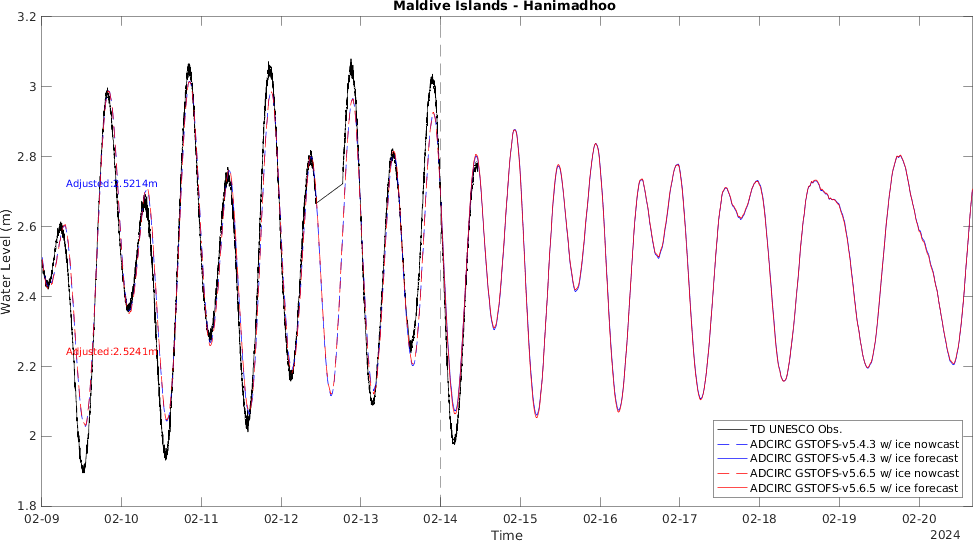 Maldive Islands - Hanimadhoo
Water Level (m)
3.2
3
2.8
2.6
2.4
2.2
2
1.8
Adjusted:2.5214m
Adjusted:2.5241m
TD UNESCO Obs.
ADCIRC GSTOFS-v5.4.3 w/ ice nowcast
ADCIRC GSTOFS-v5.4.3 w/ ice forecast
ADCIRC GSTOFS-v5.6.5 w/ ice nowcast
ADCIRC GSTOFS-v5.6.5 w/ ice forecast
02-09 02-10 02-11 02-12 02-13 02-14 02-15 02-16 02-17 02-18 02-19 02-20
Time
2024